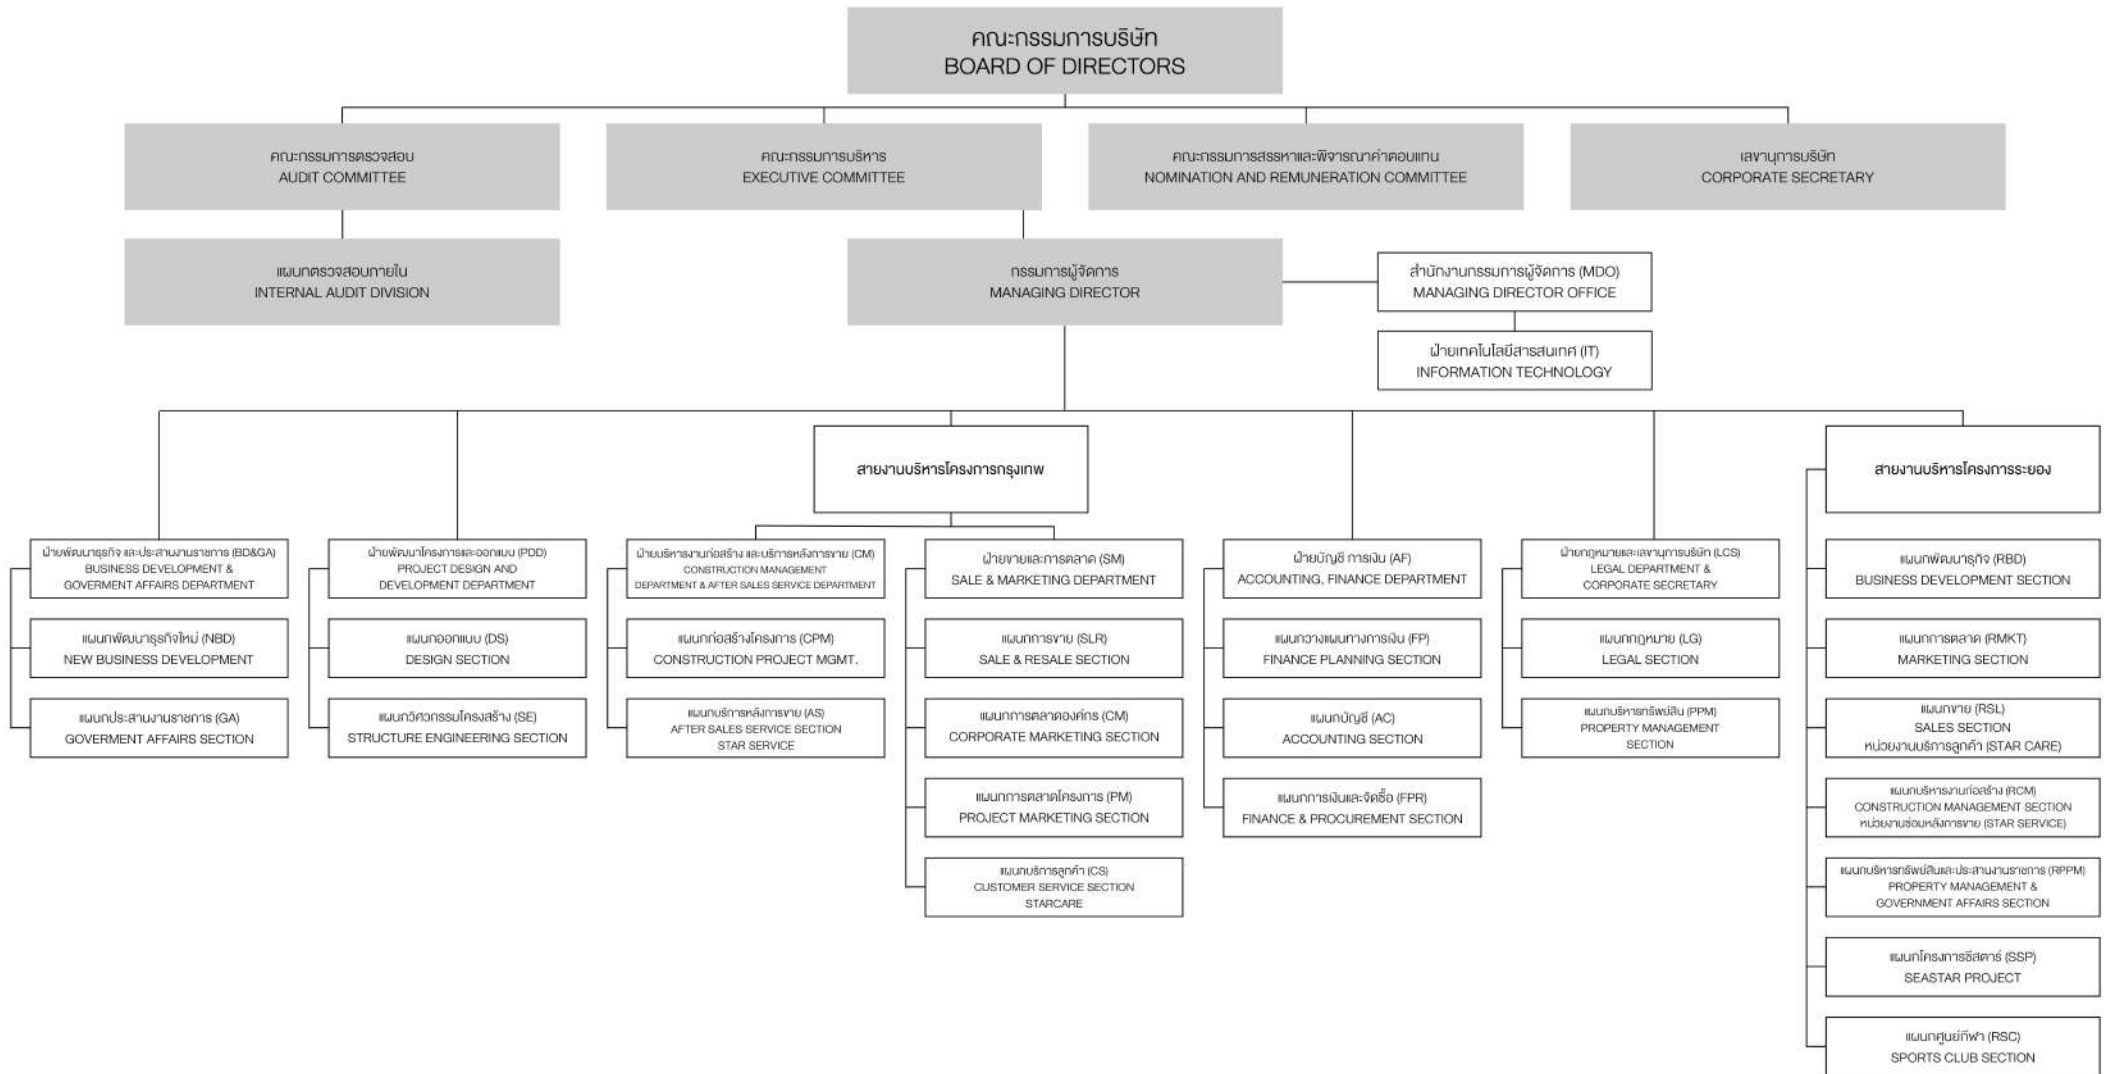 คณะกรรมการบริษัท
BOARD OF DIRECTORS
คณะกรรมการตรวจสอบ
AUDIT COMMITTEE
คณะกรรมการบริหาร
EXECUTIVE COMMITTEE
คณะกรรมการสรรหาและพิจารณาค่าตอบแทน
NOMINATION AND REMUNERATION COMMITTEE
เลขานุการบริษัท
CORPORATE SECRETARY
แผนกตรวจสอบภายใน
INTERNAL AUDIT DIVISION
กรรมการผู้จัดการ
MANAGING DIRECTOR
สำนักงานกรรมการผู้จัดการ (MDO)
MANAGING DIRECTOR OFFICE
ฝ่ายเทคโนโลยีสารสนเทศ (IT)
INFORMATION TECHNOLOGY
สายงานบริหารโครงการกรุงเทพ
สายงานบริหารโครงการระยอง
ฝ่ายพัฒนาธุรกิจ และประสานงานราชการ (BD&GA)
BUSINESS DEVELOPMENT &
GOVERMENT AFFAIRS DEPARTMENT
แผนกพัฒนาธุรกิจใหม่ (NBD)
NEW BUSINESS DEVELOPMENT
แผนกประสานงานราชการ (GA)
GOVERMENT AFFAIRS SECTION
ฝ่ายพัฒนาโครงการและออกแบบ (PDD)
PROJECT DESIGN AND
DEVELOPMENT DEPARTMENT
แผนกออกแบบ (DS)
DESIGN SECTION
แผนกวิศวกรรมโครงสร้าง (SE)
STRUCTURE ENGINEERING SECTION
ฝ่ายบริหารงานก่อสร้าง และบริการหลังการขาย (CM)
CONSTRUCTION MANAGEMENT
DEPARTMENT & AFTER SALES SERVICE DEPARTMENT
แผนกก่อสร้างโครงการ (CPM)
CONSTRUCTION PROJECT MGMT.
แผนกบริการหลังการขาย (AS)
AFTER SALES SERVICE SECTION
STAR SERVICE
ฝ่ายขายและการตลาด (SM)
SALE & MARKETING DEPARTMENT
แผนกการขาย (SLR)
SALE & RESALE SECTION
แผนกการตลาดองค์กร (CM)
CORPORATE MARKETING SECTION
แผนกการตลาดโครงการ (PM)
PROJECT MARKETING SECTION
แผนกบริการลูกค้า (CS)
CUSTOMER SERVICE SECTION
STARCARE
ฝ่ายบัญชี การเงิน (AF)
ACCOUNTING, FINANCE DEPARTMENT
แผนกวางแผนทางการเงิน (FP)
FINANCE PLANNING SECTION
แผนกบัญชี (AC)
ACCOUNTING SECTION
แผนกการเงินและจัดซื้อ (FPR)
FINANCE & PROCUREMENT SECTION
ฝ่ายกฎหมายและเลขานุการบริษัท (LCS)
LEGAL DEPARTMENT &
CORPORATE SECRETARY
แผนกกฎหมาย (LG)
LEGAL SECTION
แผนกบริหารทรัพย์สิน (PPM)
PROPERTY MANAGEMENT
SECTION
แผนกพัฒนาธุรกิจ (RBD)
BUSINESS DEVELOPMENT SECTION
แผนกการตลาด (RMKT)
MARKETING SECTION
แผนกขาย (RSL)
SALES SECTION
หน่วยงานบริการลูกค้า (STAR CARE)
แผนกบริหารงานก่อสร้าง (RCM)
CONSTRUCTION MANAGEMENT SECTION
หน่วยงานซ่อมหลังการขาย (STAR SERVICE)
แผนกบริหารทรัพย์สินและประสานงานราชการ (RPPM)
PROPERTY MANAGEMENT &
GOVERNMENT AFFAIRS SECTION
แผนกโครงการซีสตาร์ (SSP)
SEASTAR PROJECT
แผนกศูนย์กีฬา (RSC)
SPORTS CLUB SECTION